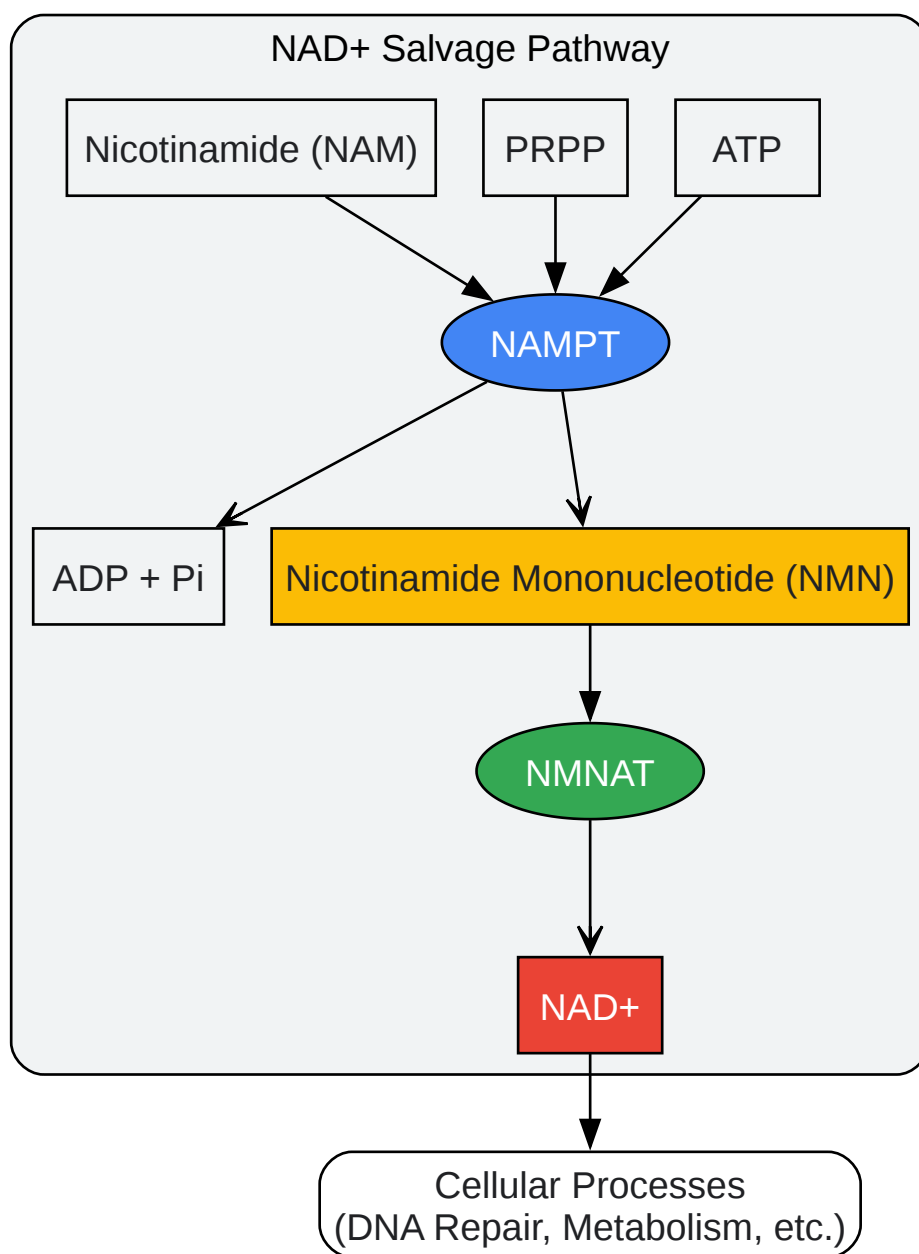 NAD+ Salvage Pathway
Nicotinamide (NAM)
PRPP
ATP
NAMPT
ADP + Pi
Nicotinamide Mononucleotide (NMN)
NMNAT
NAD+
Cellular Processes
(DNA Repair, Metabolism, etc.)